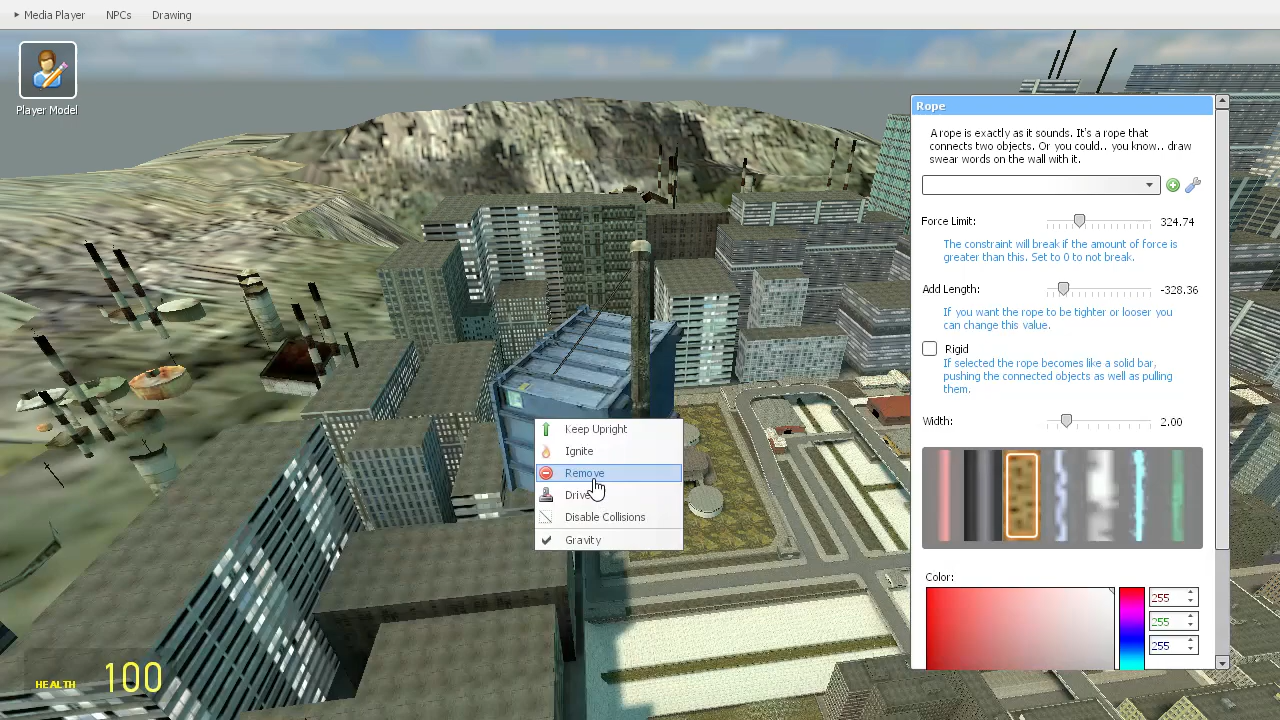 Media Player NPCs Drawing
Player Model
Rope
A rope is exactly as it sounds. It's a rope that
connects two objects. Or you could.. you know.. draw
swear words on the wall with it.
Force Limit: 324.74
The constraint will break if the amount of force is
greater than this. Set to 0 to not break.
Add Length: -328.36
If you want the rope to be tighter or looser you
can change this value.
Rigid
If selected the rope becomes like a solid bar,
pushing the connected objects as well as pulling
them.
Width: 2.00
Color:
255
255
255
Keep Upright
Ignite
Remove
Drive
Disable Collisions
Gravity
HEALTH 100